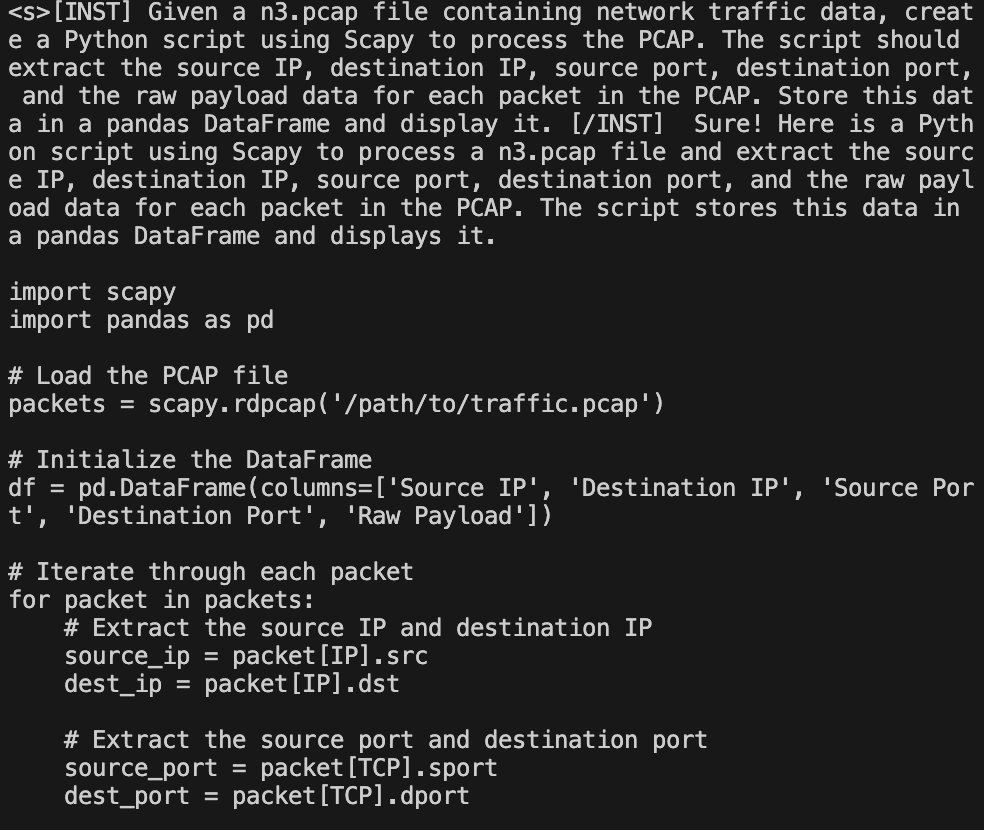 <s>[INST] Given a n3.pcap file containing network traffic data, creat
e a Python script using Scapy to process the PCAP. The script should
extract the source IP, destination IP, source port, destination port,
 and the raw payload data for each packet in the PCAP. Store this dat
a in a pandas DataFrame and display it. [/INST]  Sure! Here is a Pyth
on script using Scapy to process a n3.pcap file and extract the sourc
e IP, destination IP, source port, destination port, and the raw payl
oad data for each packet in the PCAP. The script stores this data in
a pandas DataFrame and displays it.

import scapy
import pandas as pd

# Load the PCAP file
packets = scapy.rdpcap('/path/to/traffic.pcap')

# Initialize the DataFrame
df = pd.DataFrame(columns=['Source IP', 'Destination IP', 'Source Por
t', 'Destination Port', 'Raw Payload'])

# Iterate through each packet
for packet in packets:
    # Extract the source IP and destination IP
    source_ip = packet[IP].src
    dest_ip = packet[IP].dst

    # Extract the source port and destination port
    source_port = packet[TCP].sport
    dest_port = packet[TCP].dport